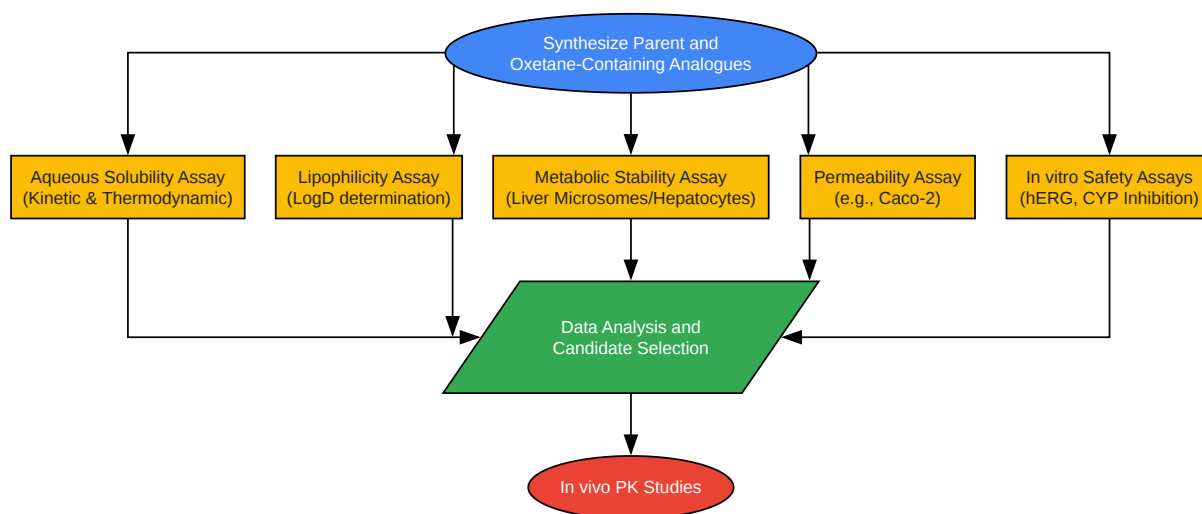 Synthesize Parent and
Oxetane-Containing Analogues
Aqueous Solubility Assay
(Kinetic & Thermodynamic)
Lipophilicity Assay
(LogD determination)
Metabolic Stability Assay
(Liver Microsomes/Hepatocytes)
Permeability Assay
(e.g., Caco-2)
In vitro Safety Assays
(hERG, CYP Inhibition)
Data Analysis and
Candidate Selection
In vivo PK Studies